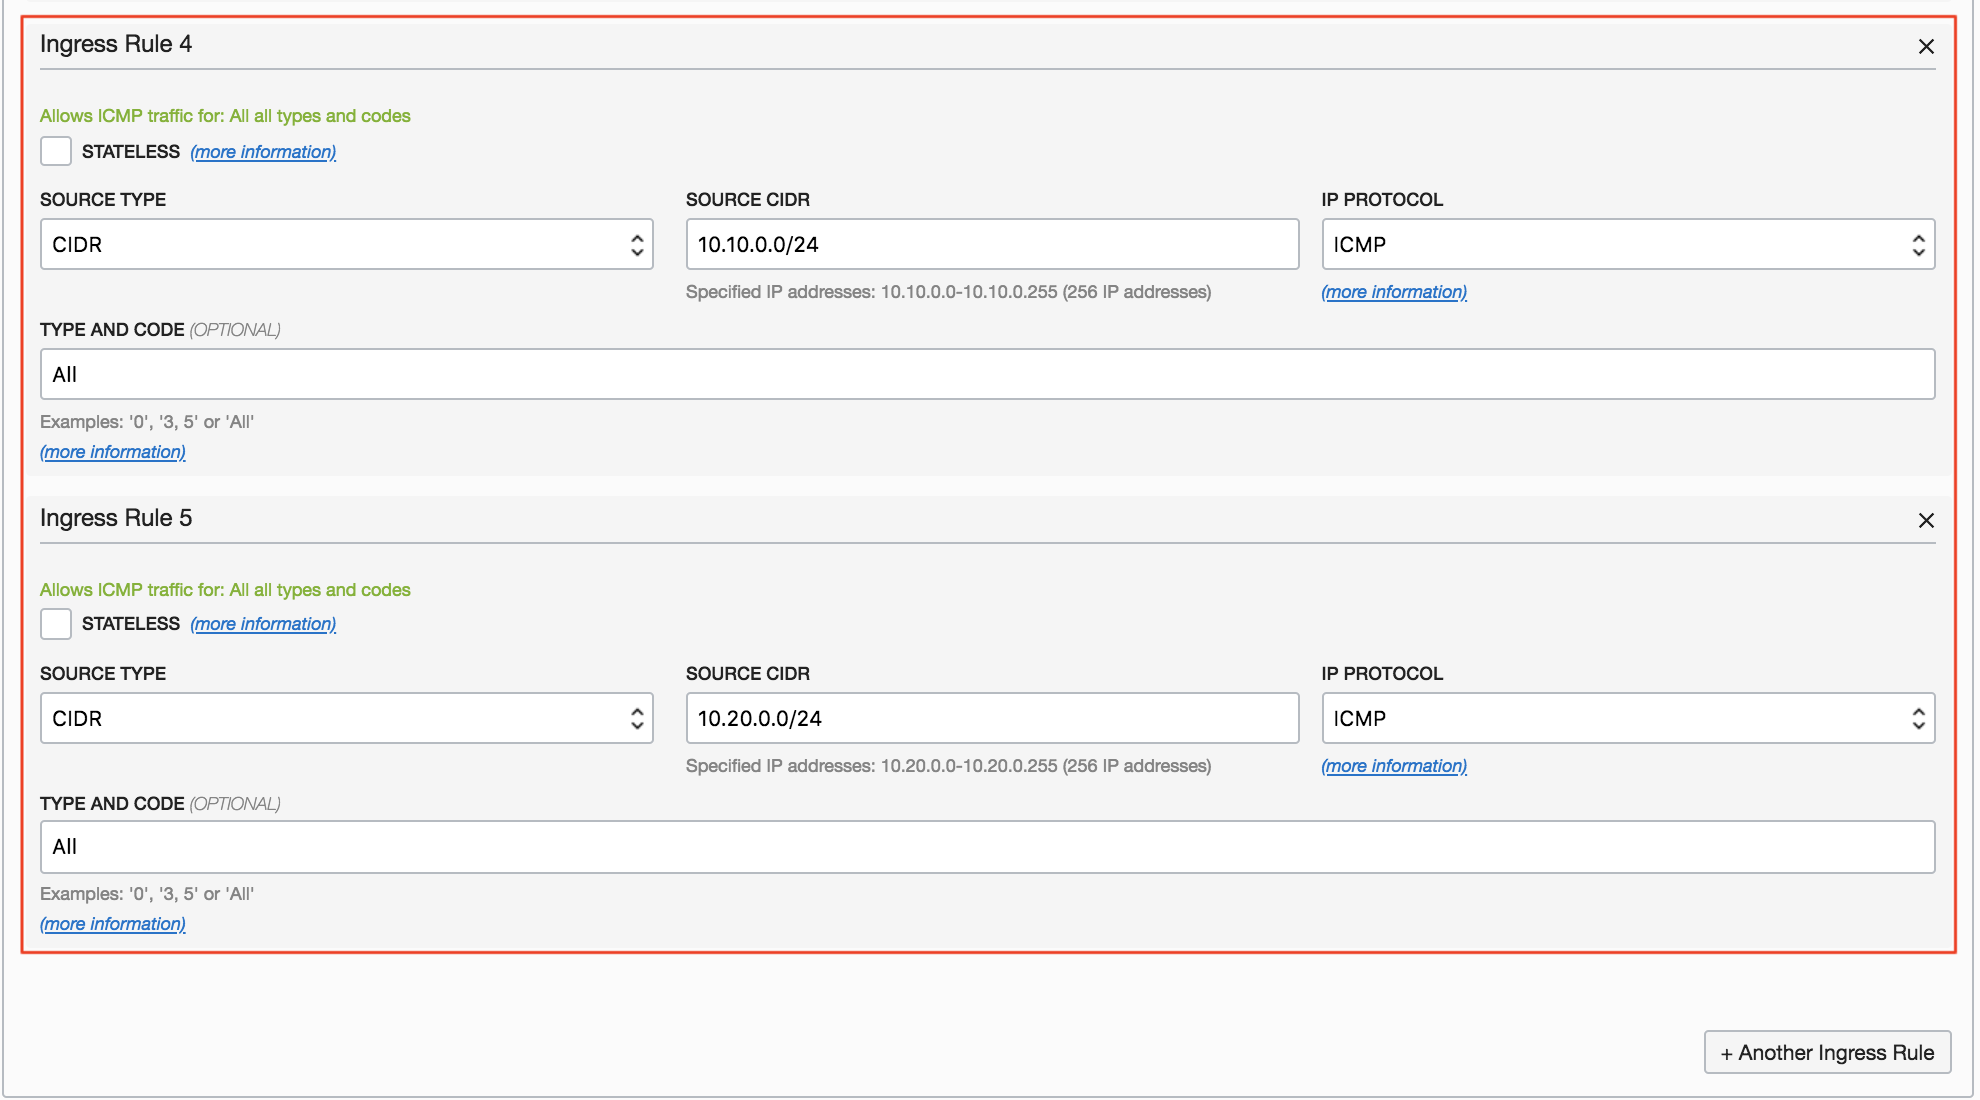 Ingress Rule 4
Allows ICMP traffic for: All all types and codes
STATELESS (more information)
SOURCE TYPE SOURCE CIDR IP PROTOCOL
CIDR 10.10.0.0/24 ICMP
Specified IP addresses: 10.10.0.0-10.10.0.255 (256 IP addresses) (more information)
TYPE AND CODE (OPTIONAL)
All
Examples: '0', '3, 5' or 'All'
(more information)
Ingress Rule 5
Allows ICMP traffic for: All all types and codes
STATELESS (more information)
SOURCE TYPE SOURCE CIDR IP PROTOCOL
CIDR 10.20.0.0/24 ICMP
Specified IP addresses: 10.20.0.0-10.20.0.255 (256 IP addresses) (more information)
TYPE AND CODE (OPTIONAL)
All
Examples: '0', '3, 5' or 'All'
(more information)
+ Another Ingress Rule